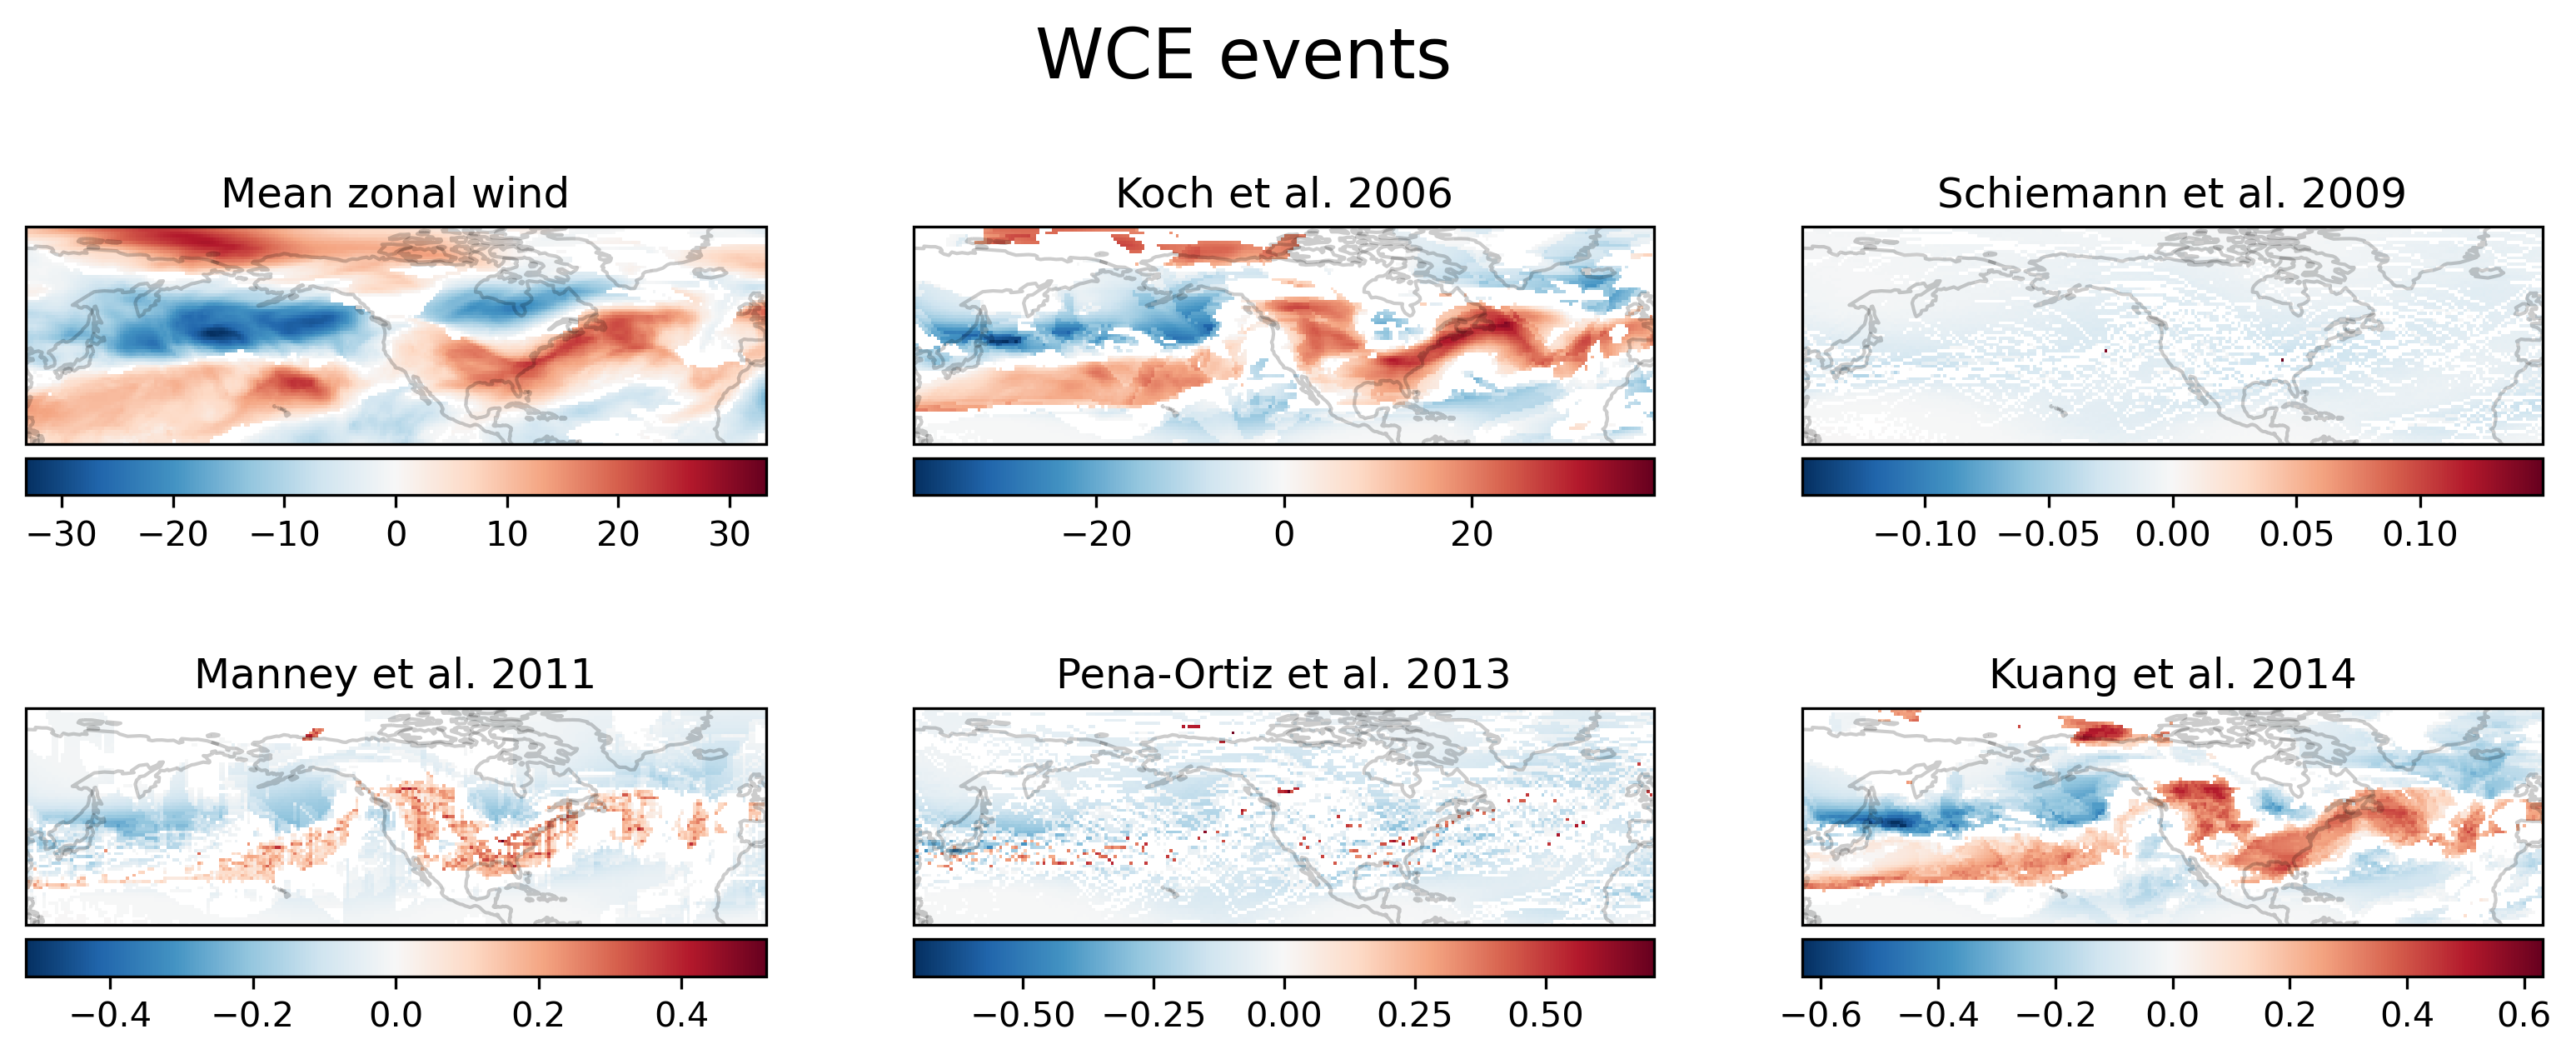 WCE events
Mean zonal wind
Koch et al. 2006
Schiemann et al. 2009
−30 −20 −10 0 10 20 30
−20 0 20
−0.10 −0.05 0.00 0.05 0.10
Manney et al. 2011
Pena-Ortiz et al. 2013
Kuang et al. 2014
−0.4 −0.2 0.0 0.2 0.4
−0.50 −0.25 0.00 0.25 0.50
−0.6 −0.4 −0.2 0.0 0.2 0.4 0.6